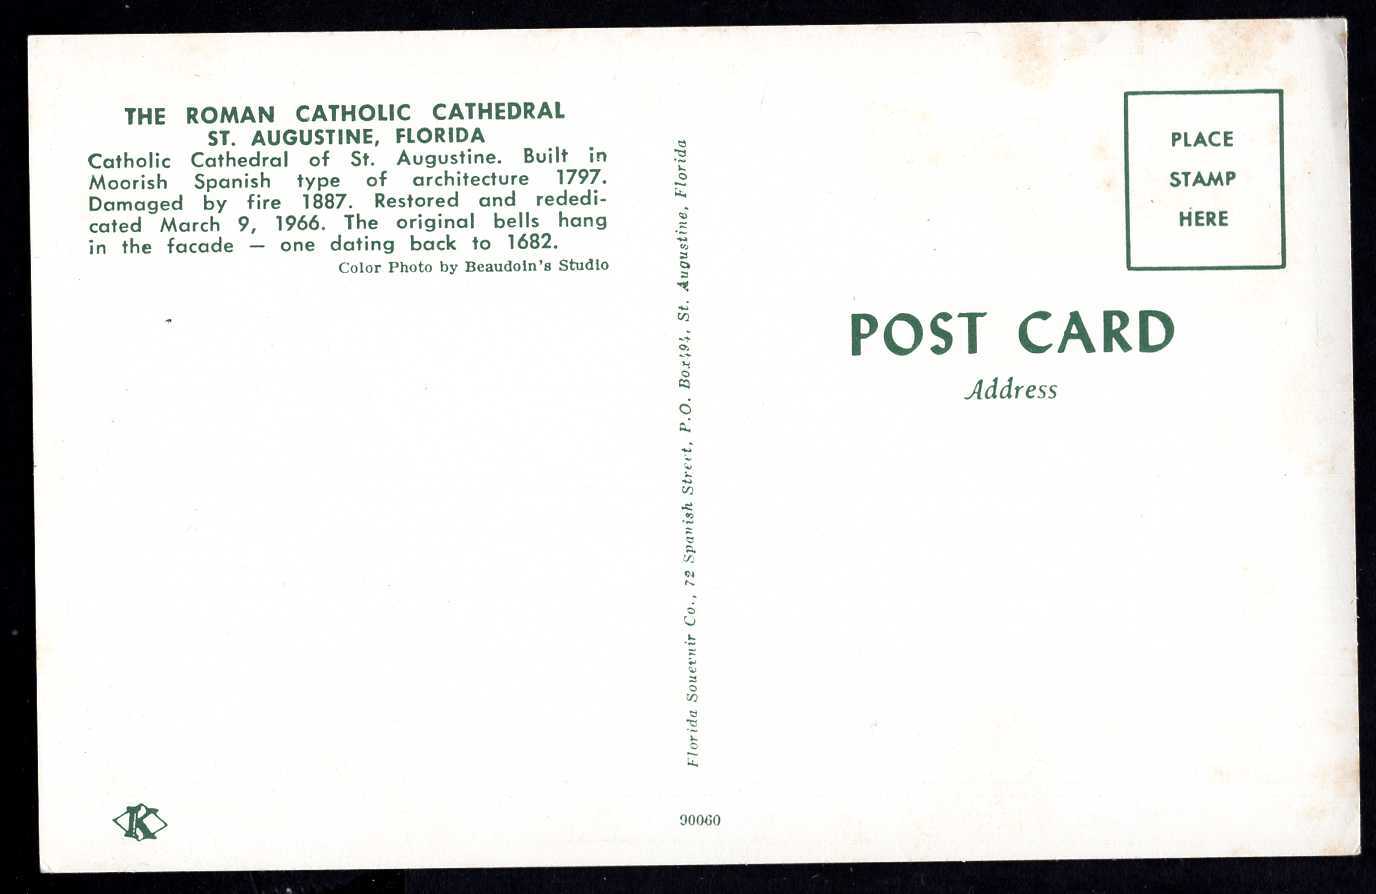 THE ROMAN CATHOLIC CATHEDRAL
ST. AUGUSTINE, FLORIDA
Catholic Cathedral of St. Augustine. Built in
Moorish Spanish type of architecture 1797.
Damaged by fire 1887. Restored and rededi-
cated March 9, 1966. The original bells hang
in the facade — one dating back to 1682.
Color Photo by Beaudoin's Studio
Florida Souvenir Co., 72 Spanish Street, P.O. Box, St. Augustine, Florida
PLACE
STAMP
HERE
POST CARD
Address
K
90060